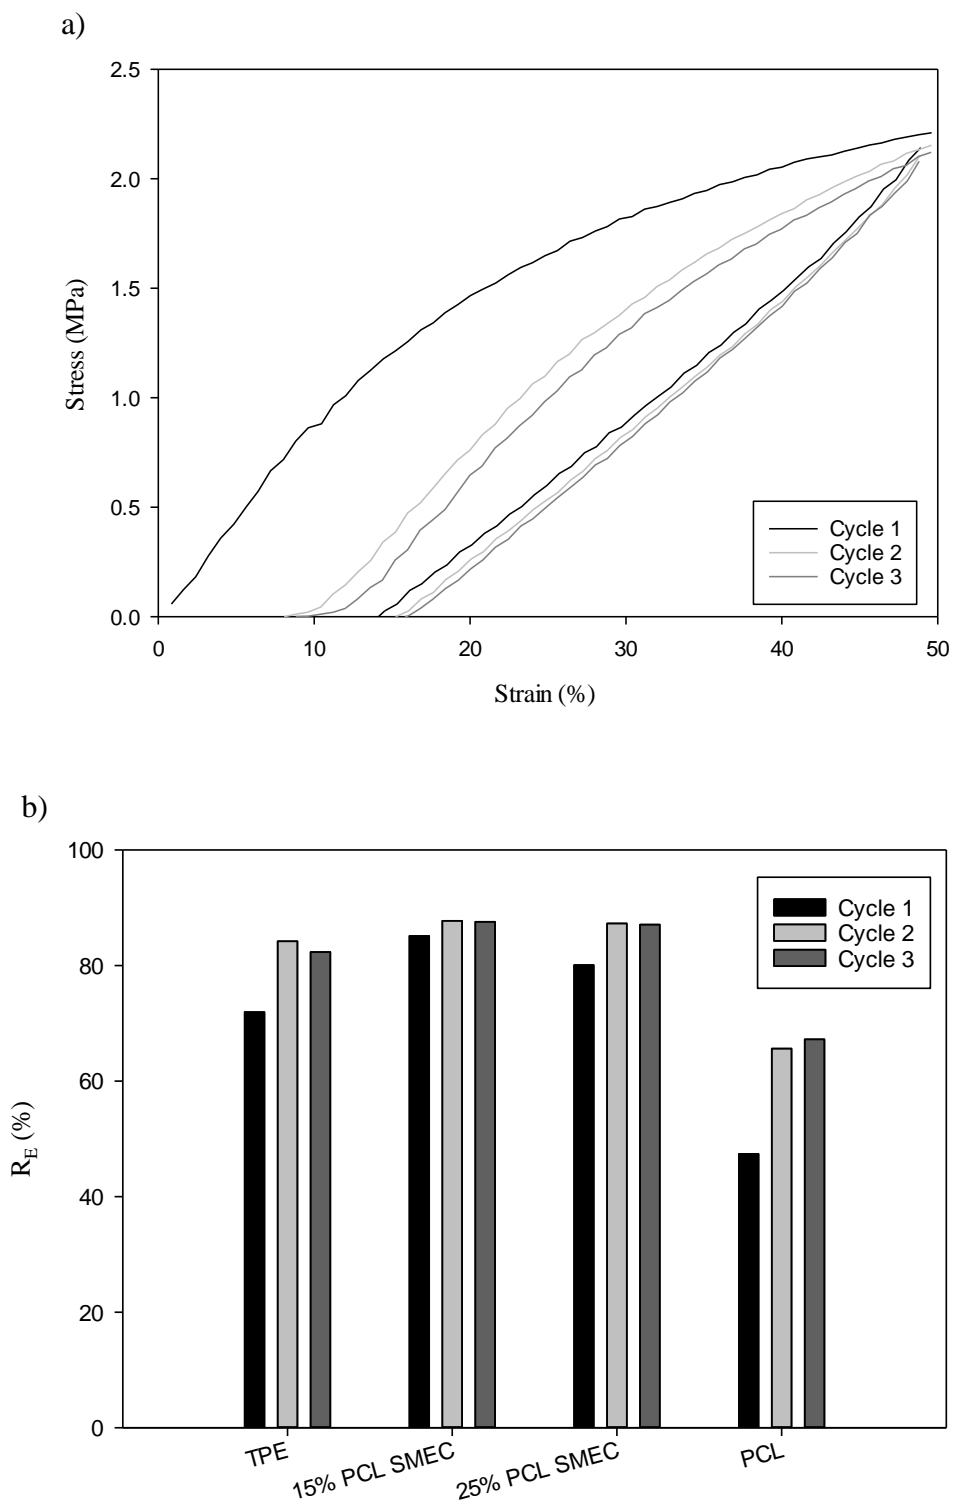 a)
2.5
2.0
1.5
1.0
0.5
0.0
Stress (MPa)
Cycle 1
Cycle 2
Cycle 3
0 10 20 30 40 50
Strain (%)
b)
100
80
60
40
20
0
R_E (%)
Cycle 1
Cycle 2
Cycle 3
TPE
15% PCL SMEC
25% PCL SMEC
PCL